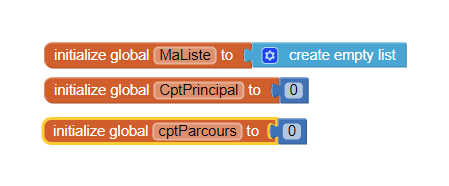 initialize global MaListe to create empty list
initialize global CptPrincipal to 0
initialize global cptParcours to 0